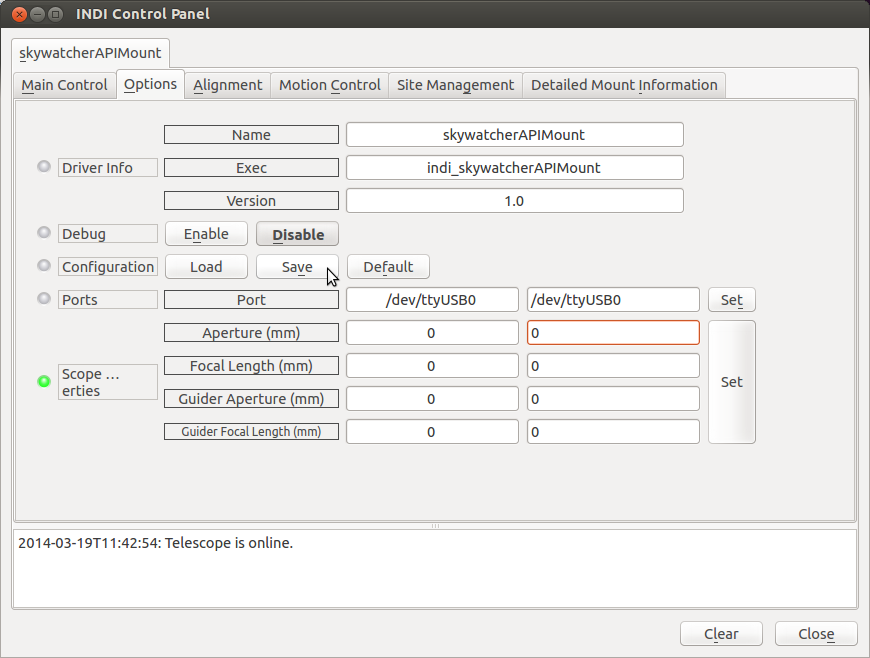 INDI Control Panel
skywatcherAPIMount
Main Control Options Alignment Motion Control Site Management Detailed Mount Information
Name skywatcherAPIMount
Driver Info Exec indi_skywatcherAPIMount
Version 1.0
Debug Enable Disable
Configuration Load Save Default
Ports Port /dev/ttyUSB0 /dev/ttyUSB0 Set
Aperture (mm) 0 0
Focal Length (mm) 0 0
Scope ...
erties
Set
Guider Aperture (mm) 0 0
Guider Focal Length (mm) 0 0
2014-03-19T11:42:54: Telescope is online.
Clear Close